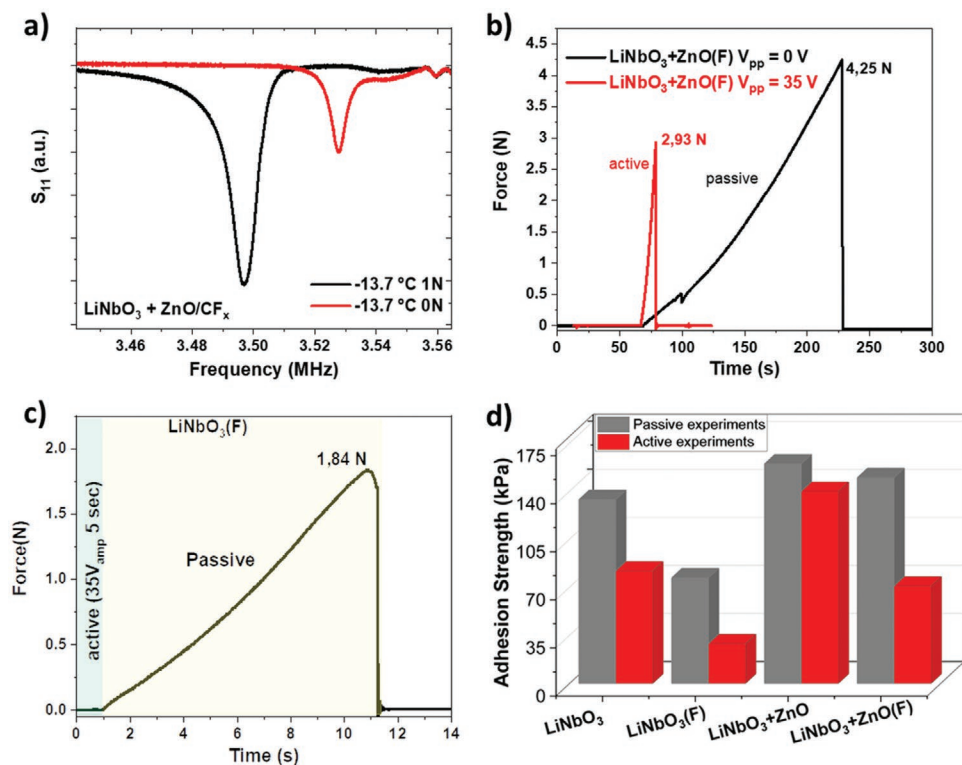 a)
S₁₁ (a.u.)
-13.7 ºC 1N
-13.7 ºC 0N
LiNbO₃ + ZnO/CFₓ
3.46 3.48 3.50 3.52 3.54 3.56
Frequency (MHz)
b)
LiNbO₃+ZnO(F) Vₚₚ = 0 V
LiNbO₃+ZnO(F) Vₚₚ = 35 V
4,25 N
2,93 N
active
passive
Force (N)
4.5
4
3.5
3
2.5
2
1.5
1
0.5
0
0 50 100 150 200 250 300
Time (s)
c)
LiNbO₃(F)
1,84 N
Passive
active (35Vₐₘₚ 5 sec)
Force(N)
2.0
1.5
1.0
0.5
0.0
0 2 4 6 8 10 12 14
Time (s)
d)
Passive experiments
Active experiments
Adhesion Strength (kPa)
175
140
105
70
35
0
LiNbO₃
LiNbO₃(F)
LiNbO₃+ZnO
LiNbO₃+ZnO(F)